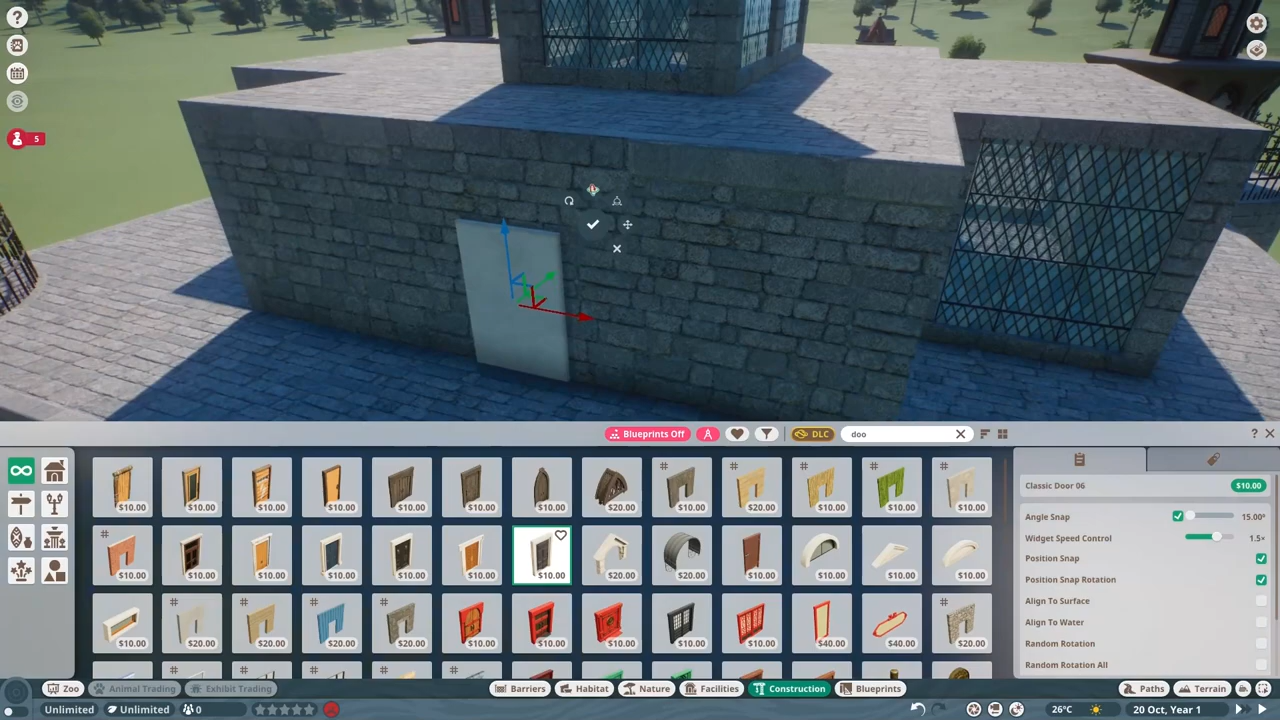 ?
5
Blueprints Off
DLC
doo
?
$10.00 $10.00 $10.00 $10.00 $10.00 $10.00 $10.00 $20.00 $10.00 $20.00 $10.00 $10.00 $10.00
$10.00 $10.00 $10.00 $10.00 $10.00 $10.00 $10.00 $20.00 $20.00 $10.00 $10.00 $10.00 $10.00
$10.00 $20.00 $20.00 $20.00 $20.00 $10.00 $10.00 $10.00 $10.00 $10.00 $40.00 $40.00 $10.00
Classic Door 06 $10.00
Angle Snap 15.00°
Widget Speed Control 1.5×
Position Snap
Position Snap Rotation
Align To Surface
Align To Water
Random Rotation
Random Rotation All
Zoo Animal Trading Exhibit Trading Barriers Habitat Nature Facilities Construction Blueprints Paths Terrain
Unlimited Unlimited 0 26°C 20 Oct, Year 1